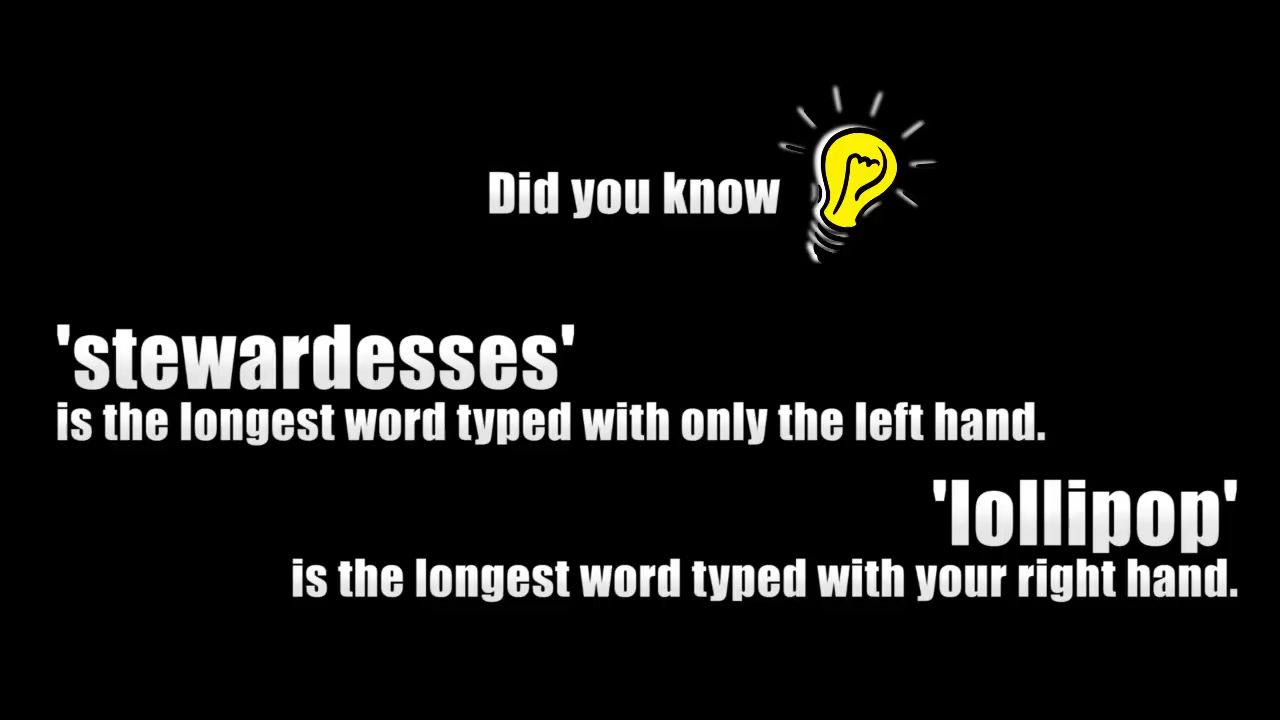 Did you know
'stewardesses'
is the longest word typed with only the left hand.
'lollipop'
is the longest word typed with your right hand.